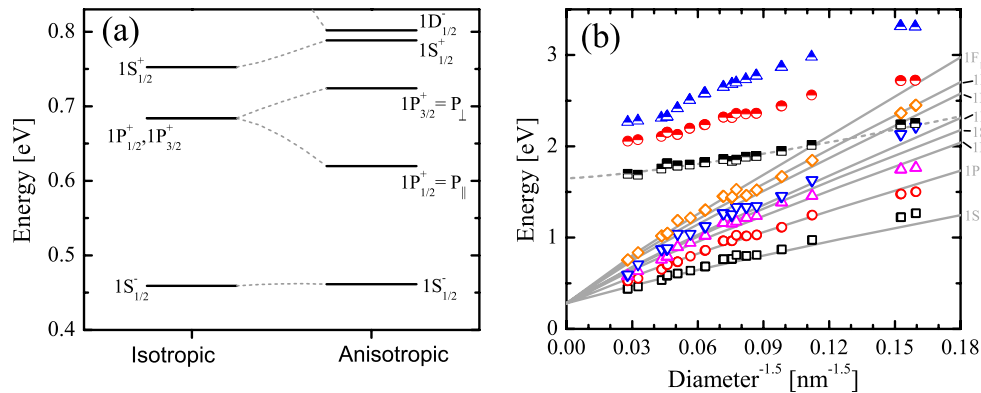 (a)
0.8
0.7
0.6
0.5
0.4
Energy [eV]
1S⁺1/2
1P⁺1/2,1P⁺3/2
1S⁻1/2
1D⁻1/2
1S⁺1/2
1P⁺3/2= P⊥
1P⁺1/2= P∥
1S⁻1/2
Isotropic
Anisotropic
(b)
3
2
1
0
Energy [eV]
1F
1P
1S
0.00
0.03
0.06
0.09
0.12
0.15
0.18
Diameter⁻¹·⁵ [nm⁻¹·⁵]